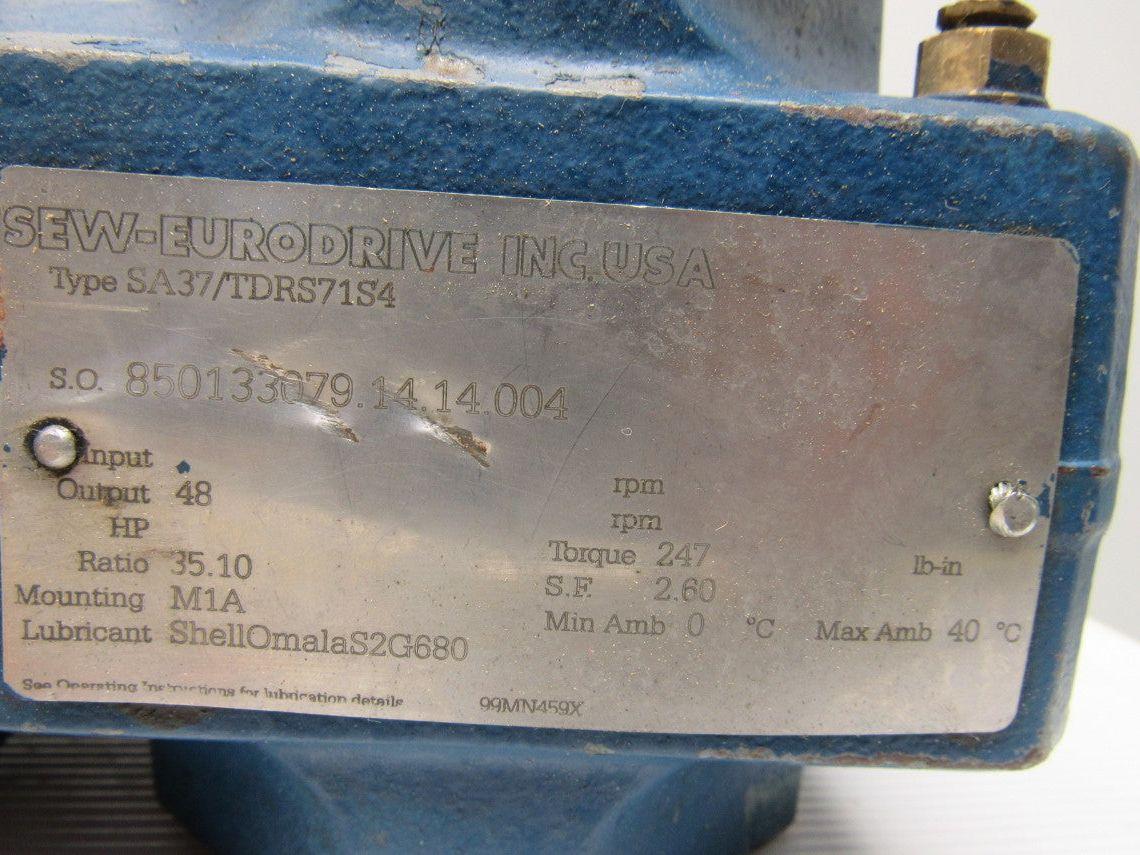 SEW-EURODRIVE INC. USA
Type SA37/TDRS71S4
S.O. 850133079.14.14.004
Input rpm
Output 48 rpm
HP Torque 247 lb-in
Ratio 35.10 S.F. 2.60
Mounting M1A Min Amb 0 °C Max Amb 40 °C
Lubricant ShellOmalaS2G680
See Operating Instructions for lubrication details 99MN459X